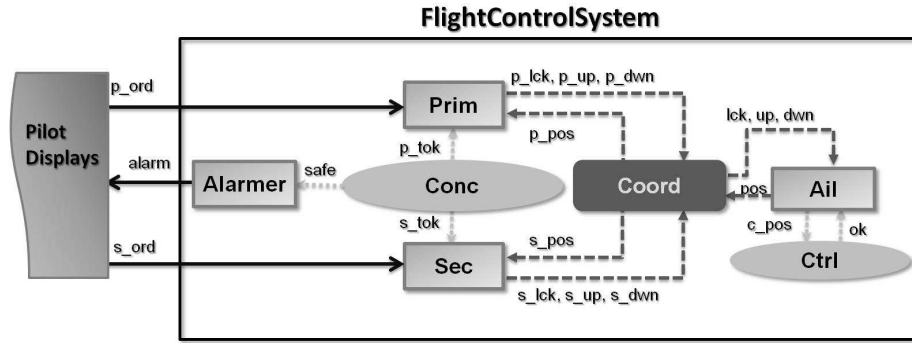 FlightControlSystem
p_ord
Pilot
Displays
alarm
s_ord
Alarmer
safe
Prim
p_tok
Conc
s_tok
Sec
p_lck, p_up, p_dwn
p_pos
Coord
s_pos
s_lck, s_up, s_dwn
lck, up, dwn
pos
Ail
c_pos
ok
Ctrl